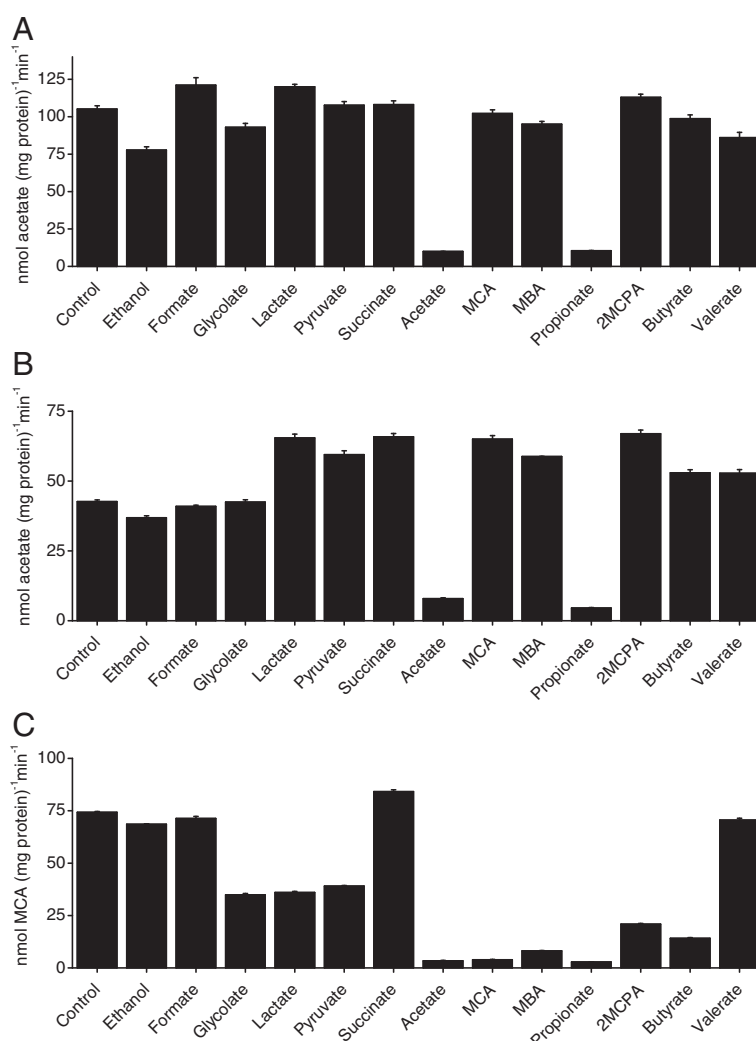 A
nmol acetate (mg protein)⁻¹min⁻¹
125
100
75
50
25
0
Control
Ethanol
Formate
Glycolate
Lactate
Pyruvate
Succinate
Acetate
MCA
MBA
Propionate
2MCPA
Butyrate
Valerate
B
nmol acetate (mg protein)⁻¹min⁻¹
75
50
25
0
Control
Ethanol
Formate
Glycolate
Lactate
Pyruvate
Succinate
Acetate
MCA
MBA
Propionate
2MCPA
Butyrate
Valerate
C
nmol MCA (mg protein)⁻¹min⁻¹
100
75
50
25
0
Control
Ethanol
Formate
Glycolate
Lactate
Pyruvate
Succinate
Acetate
MCA
MBA
Propionate
2MCPA
Butyrate
Valerate